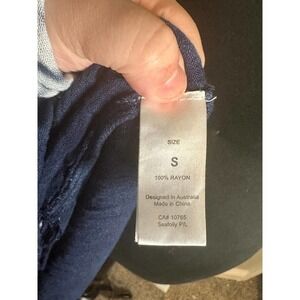 SIZE
S
100% RAYON
Designed in Australia
Made in China
CA# 10765
Seafolly P/L